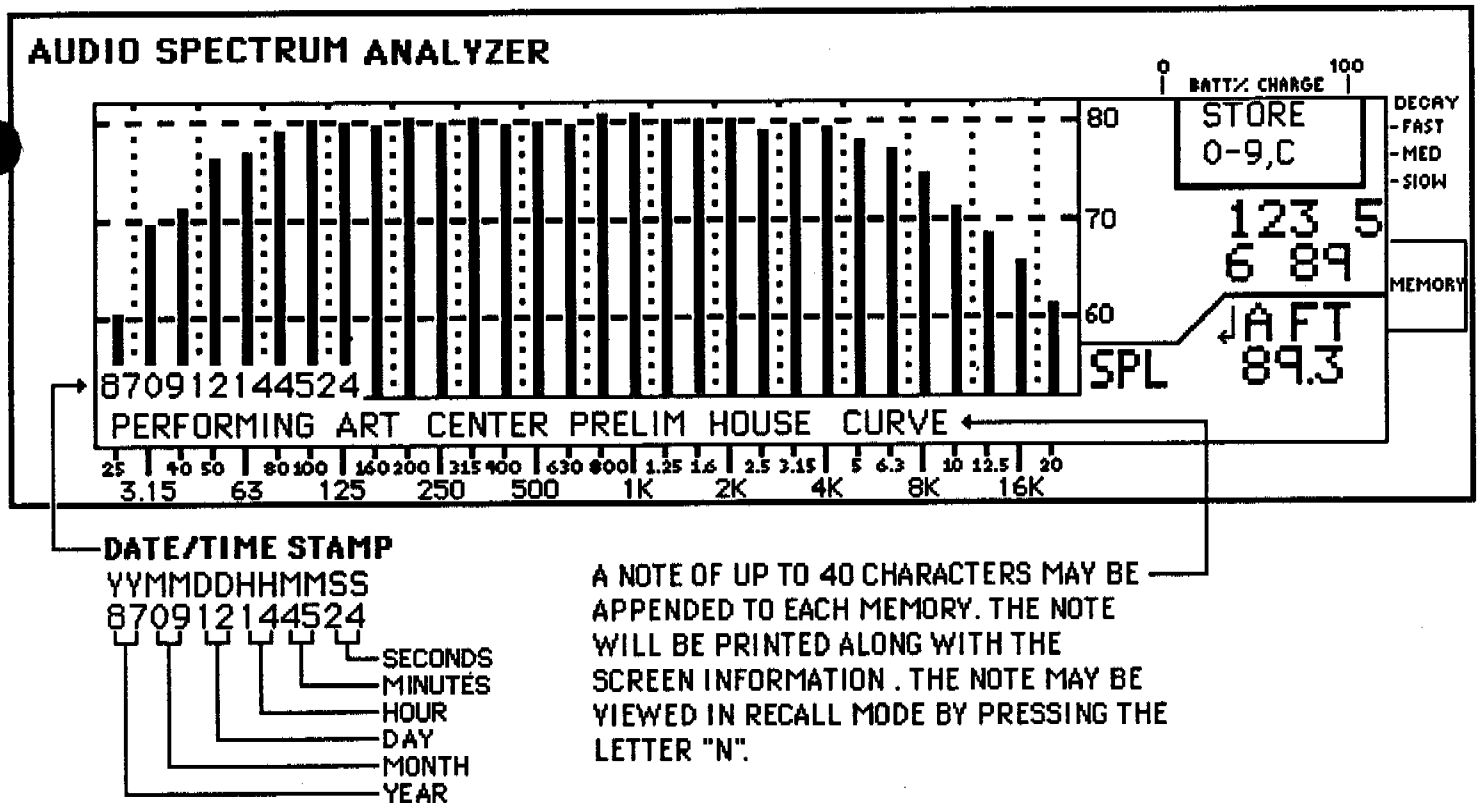 AUDIO SPECTRUM ANALYZER
0 100
BATT% CHARGE
STORE
0-9,C
DECAY
-FAST
-MED
-SLOW
80
70
60
123 5
6 89
MEMORY
↲A FT
SPL 89.3
870912144524
PERFORMING ART CENTER PRELIM HOUSE CURVE
25 40 50 80 100 160 200 315 400 630 800 1.25 1.6 2.5 3.15 5 6.3 10 12.5 20
3.15 63 125 250 500 1K 2K 4K 8K 16K
DATE/TIME STAMP
YYMMDDHHMMSS
870912144524
SECONDS
MINUTES
HOUR
DAY
MONTH
YEAR
A NOTE OF UP TO 40 CHARACTERS MAY BE
APPENDED TO EACH MEMORY. THE NOTE
WILL BE PRINTED ALONG WITH THE
SCREEN INFORMATION . THE NOTE MAY BE
VIEWED IN RECALL MODE BY PRESSING THE
LETTER "N".